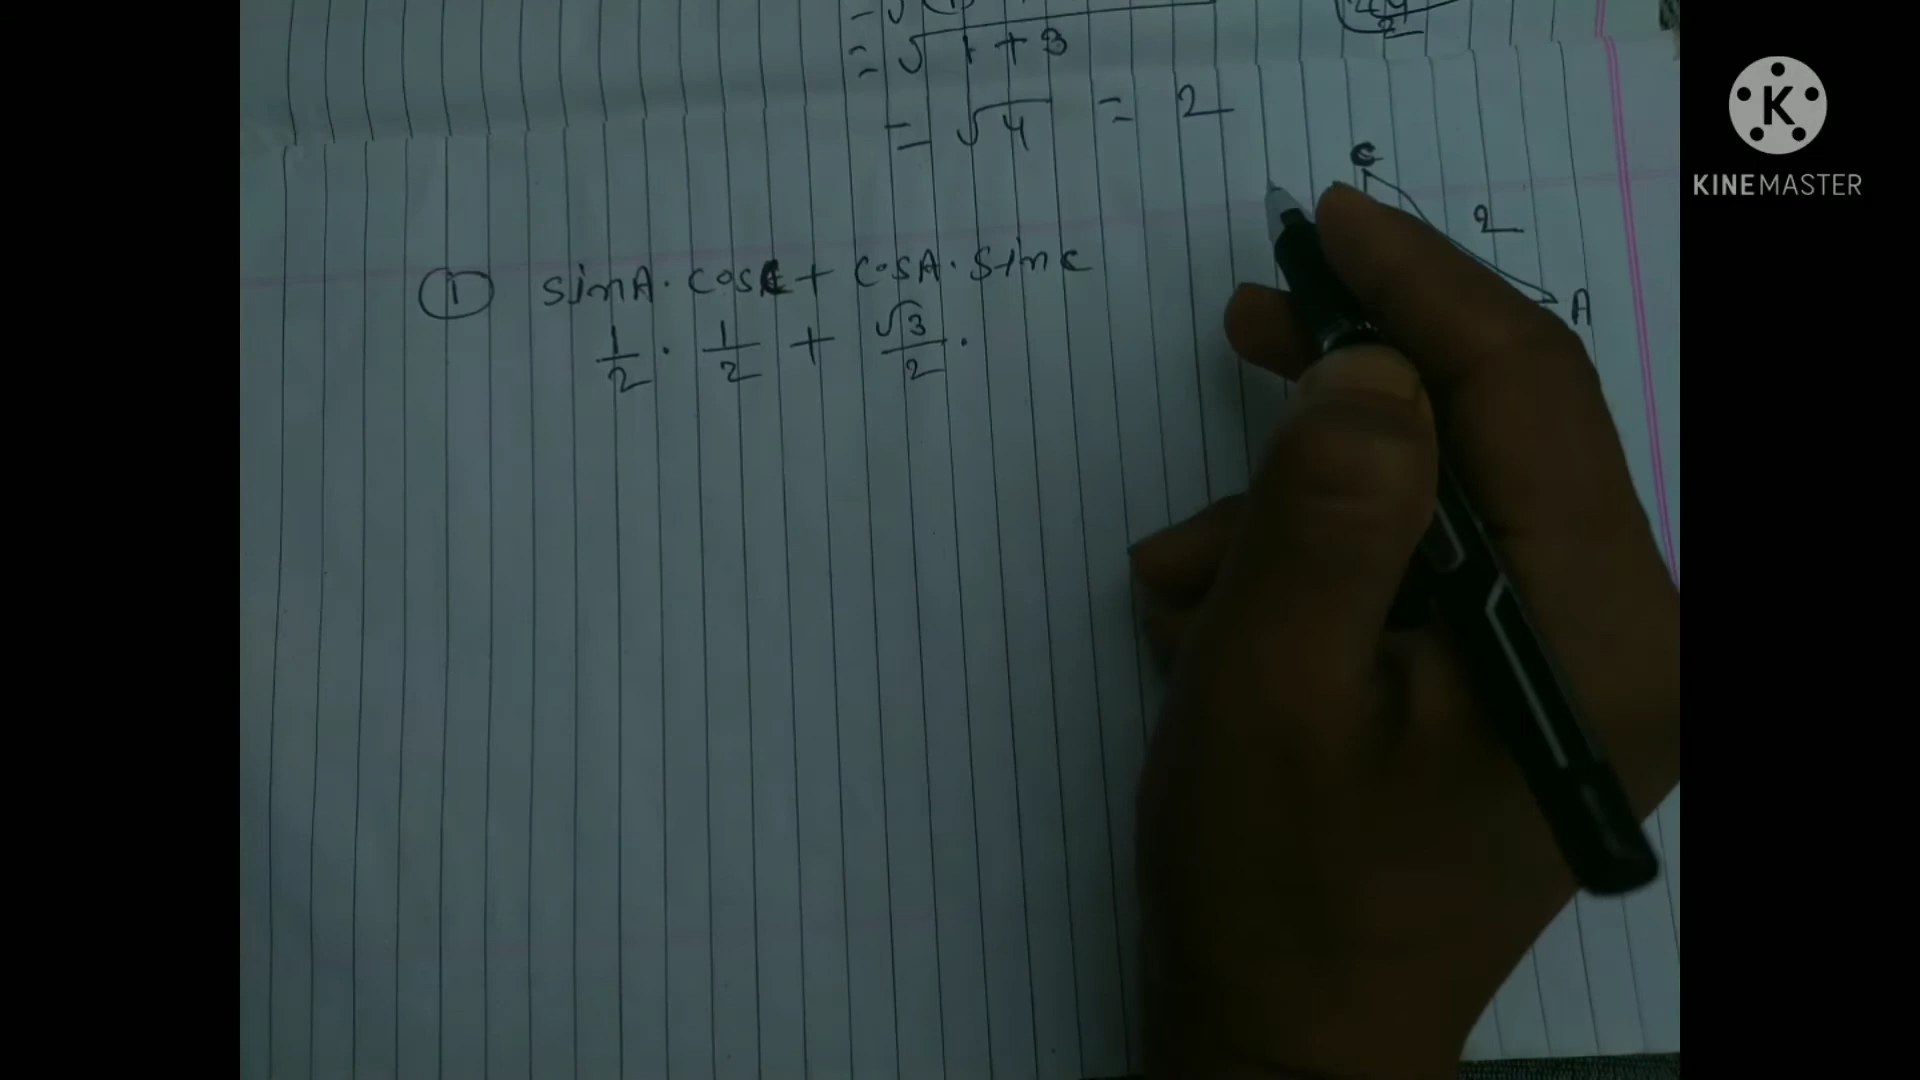 = √1 + 3
= √4 = 2
C
2
A
① sinA. cosC + cosA. sinc
1/2 . 1/2 + √3/2 .
K
KINEMASTER